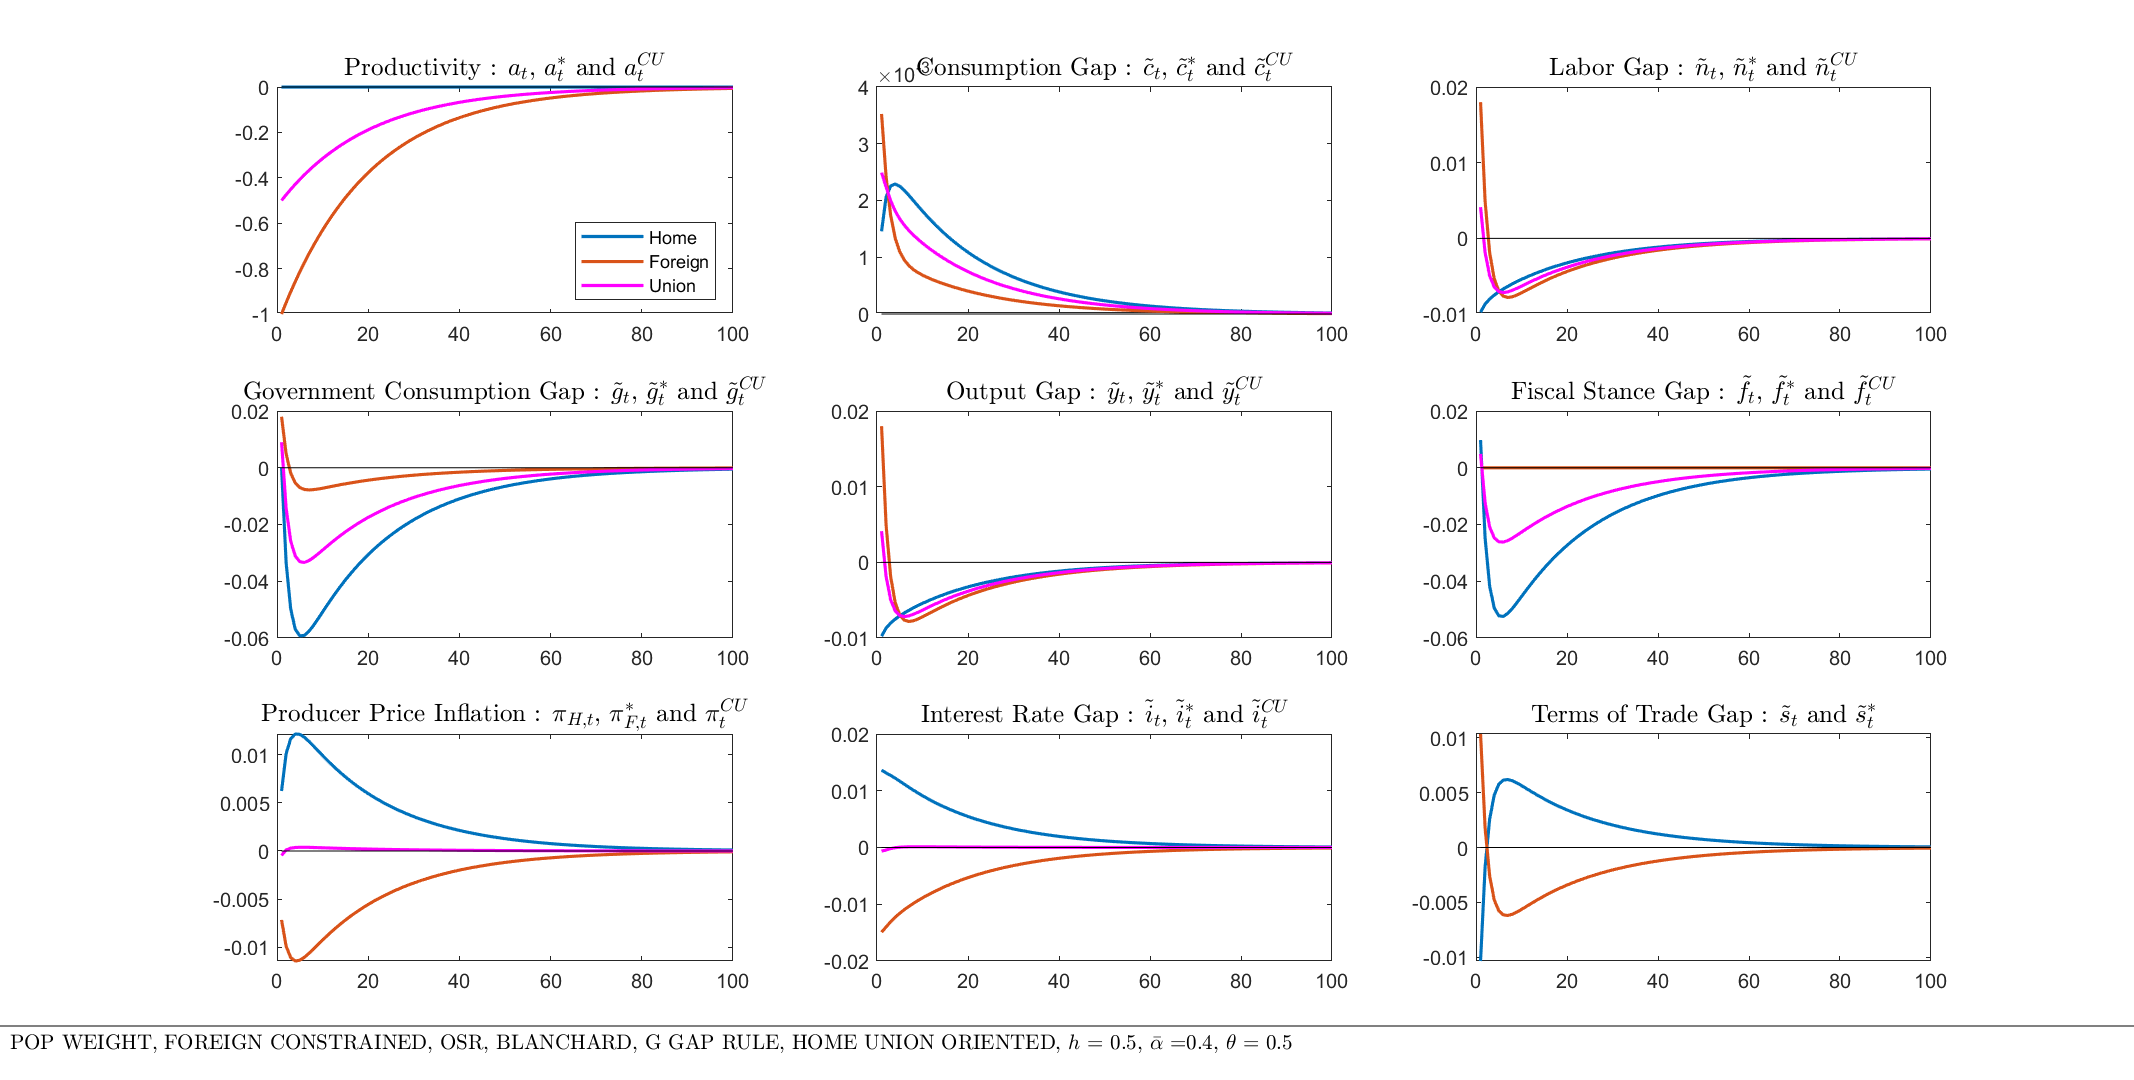 Productivity : a_t, a_t^* and a_t^{CU}
0
-0.2
-0.4
-0.6
-0.8
-1
0 20 40 60 80 100
Home
Foreign
Union
×10
Consumption Gap : c̃_t, c̃_t^* and c̃_t^{CU}
4
3
2
1
0
0 20 40 60 80 100
Labor Gap : ñ_t, ñ_t^* and ñ_t^{CU}
0.02
0.01
0
-0.01
0 20 40 60 80 100
Government Consumption Gap : g̃_t, g̃_t^* and g̃_t^{CU}
0.02
0
-0.02
-0.04
-0.06
0 20 40 60 80 100
Output Gap : ỹ_t, ỹ_t^* and ỹ_t^{CU}
0.02
0.01
0
-0.01
0 20 40 60 80 100
Fiscal Stance Gap : f̃_t, f̃_t^* and f̃_t^{CU}
0.02
0
-0.02
-0.04
-0.06
0 20 40 60 80 100
Producer Price Inflation : π_{H,t}, π_{F,t}^* and π_t^{CU}
0.01
0.005
0
-0.005
-0.01
0 20 40 60 80 100
Interest Rate Gap : ĩ_t, ĩ_t^* and ĩ_t^{CU}
0.02
0.01
0
-0.01
-0.02
0 20 40 60 80 100
Terms of Trade Gap : s̃_t and s̃_t^*
0.01
0.005
0
-0.005
-0.01
0 20 40 60 80 100
POP WEIGHT, FOREIGN CONSTRAINED, OSR, BLANCHARD, G GAP RULE, HOME UNION ORIENTED, h = 0.5, ᾱ =0.4, θ = 0.5